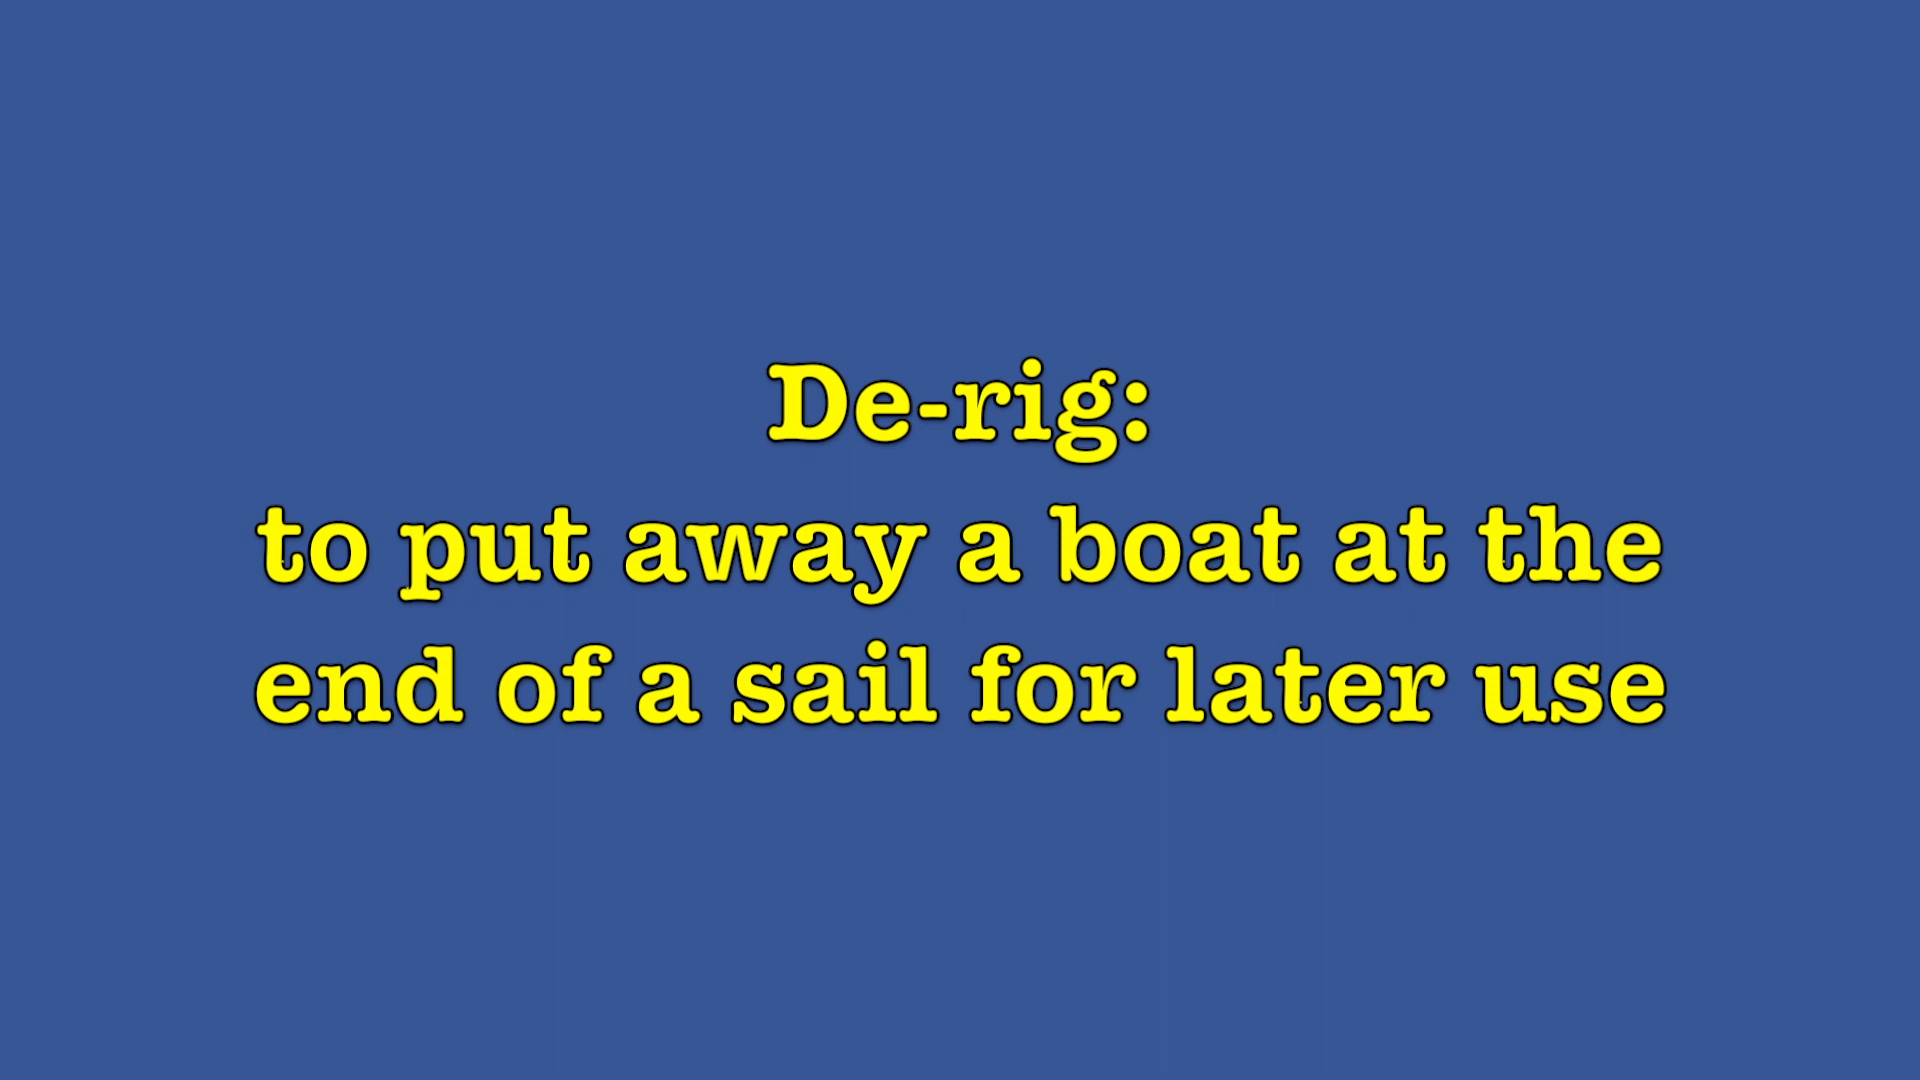 De-rig:
to put away a boat at the
end of a sail for later use